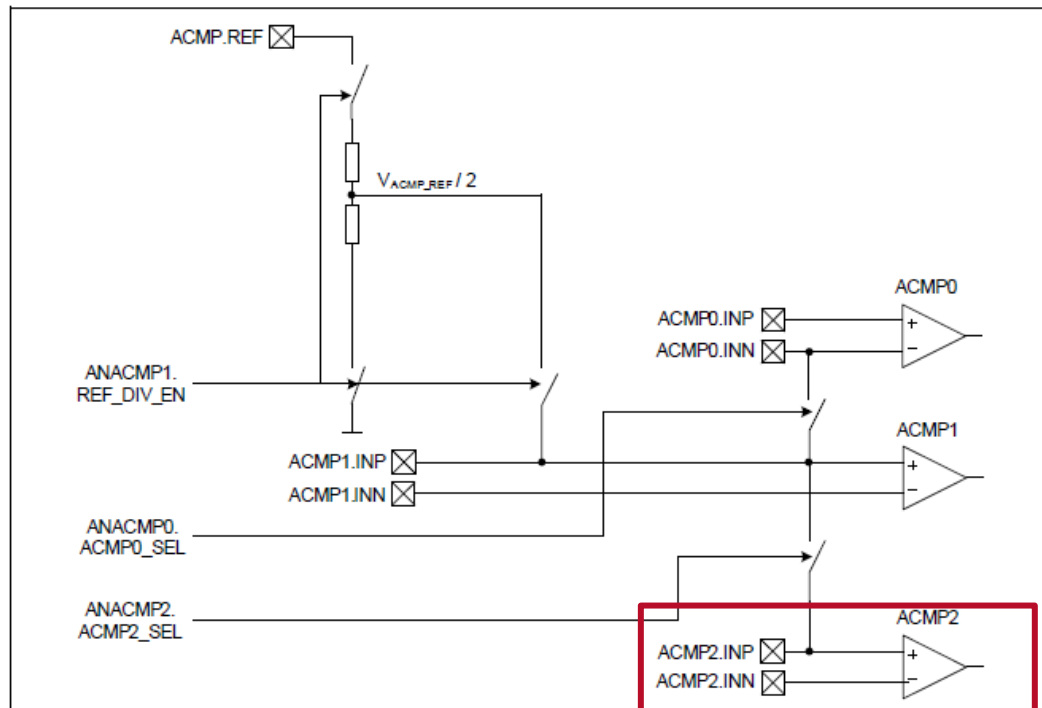 ACMP.REF
VACMP_REF / 2
ACMP0
ACMP0.INP
+
ACMP0.INN
−
ANACMP1.
REF_DIV_EN
ACMP1
ACMP1.INP
+
ACMP1.INN
−
ANACMP0.
ACMP0_SEL
ANACMP2.
ACMP2_SEL
ACMP2
ACMP2.INP
+
ACMP2.INN
−